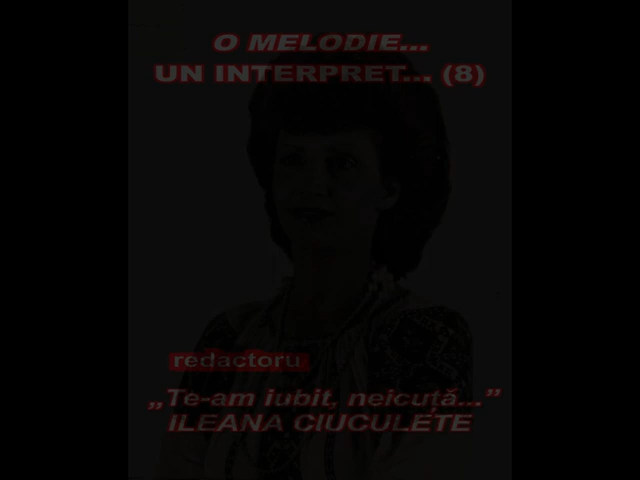 O MELODIE...
UN INTERPRET... (8)
redactoru
„Te-am iubit, neicuță...”
ILEANA CIUCULETE